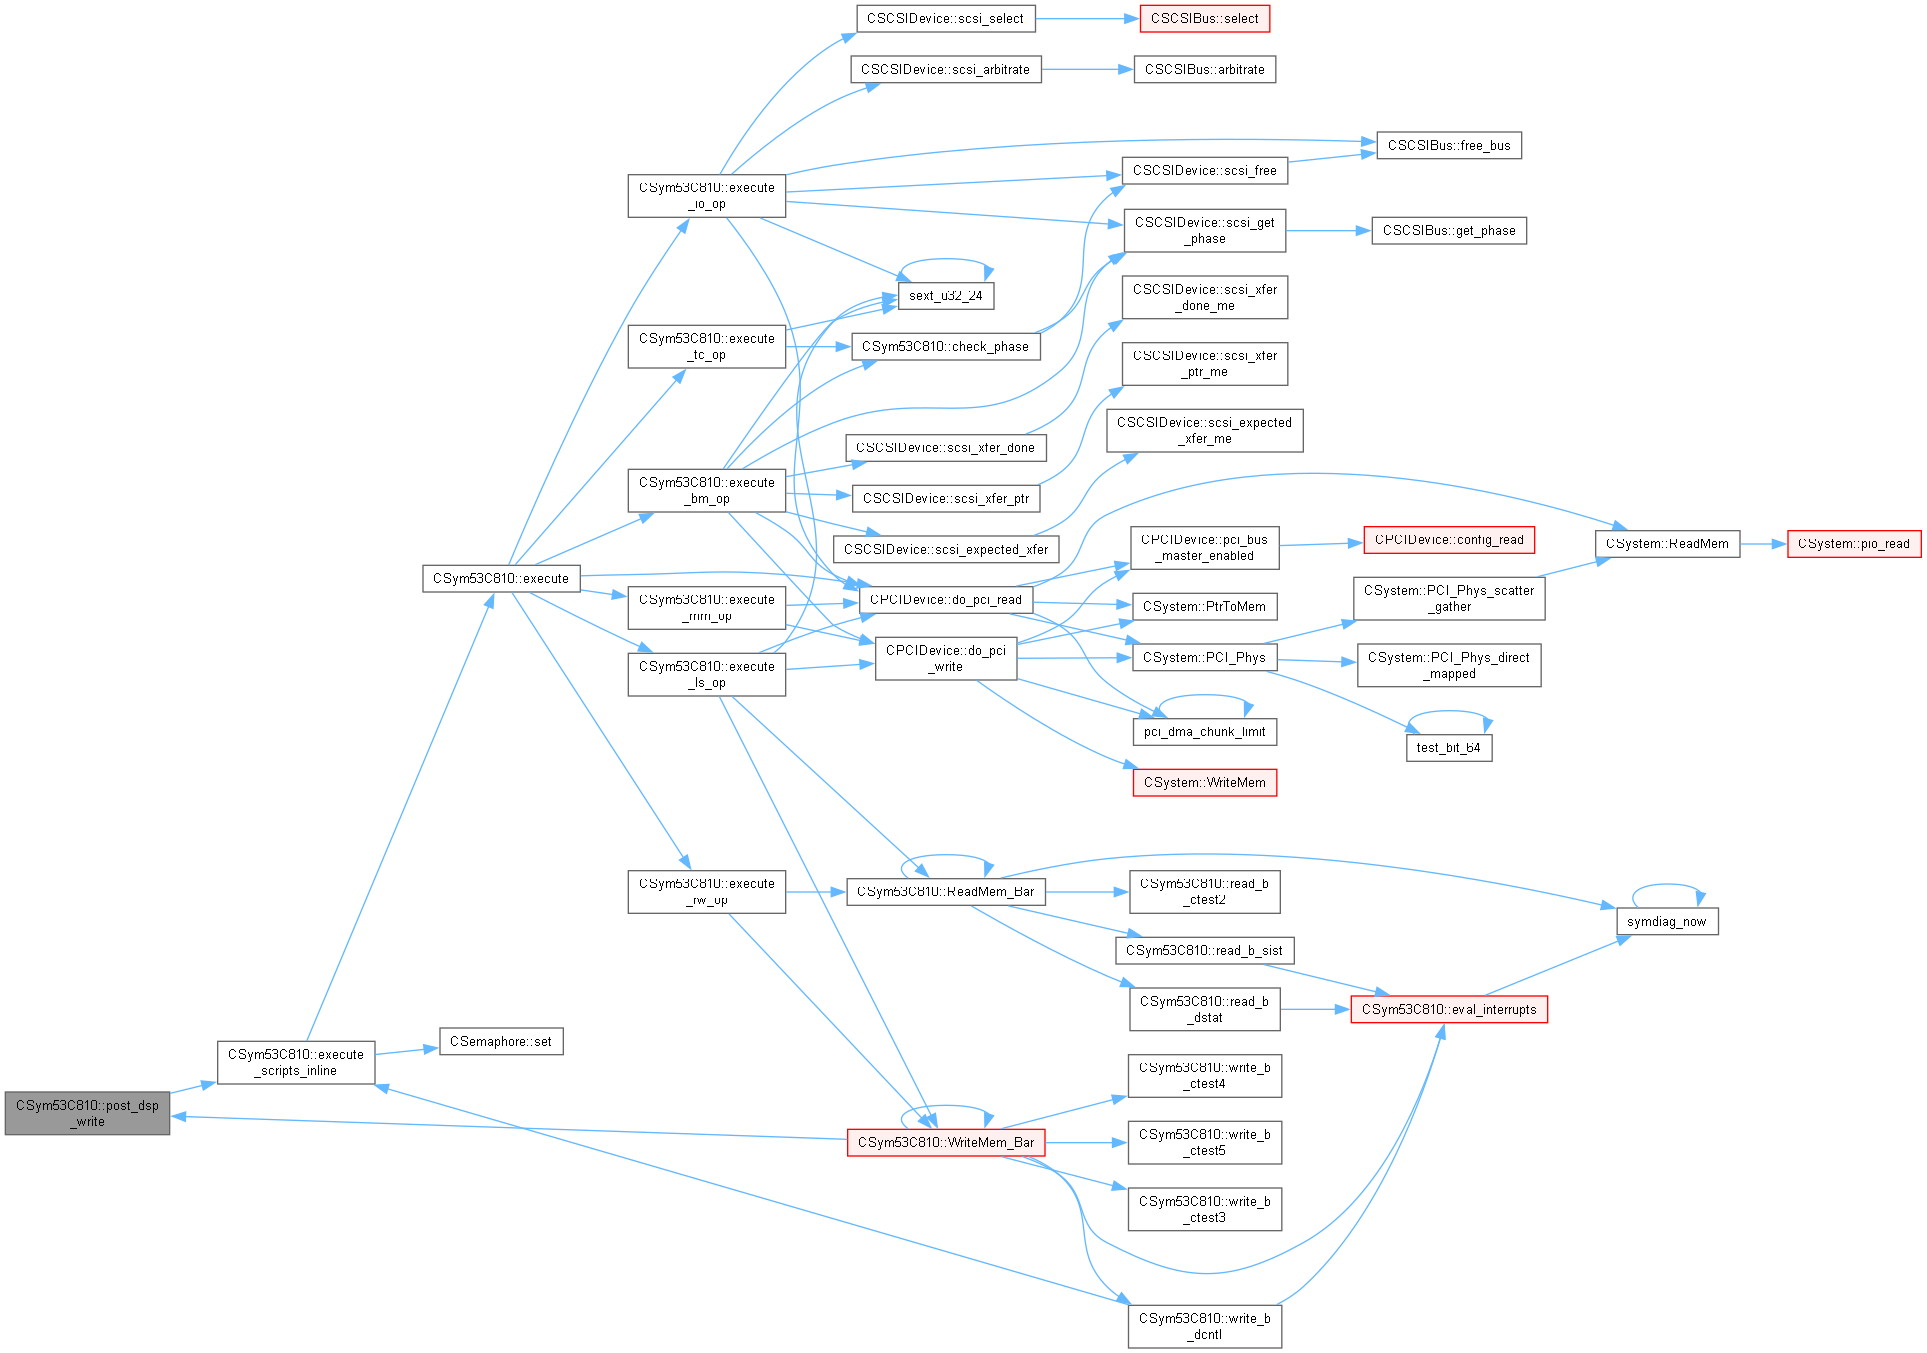 CSCSIDevice::scsi_select
CSCSIBus::select
CSCSIDevice::scsi_arbitrate
CSCSIBus::arbitrate
CSCSIBus::free_bus
CSCSIDevice::scsi_free
CSym53C810::execute
_io_op
CSCSIDevice::scsi_get
_phase
CSCSIBus::get_phase
sext_u32_24
CSCSIDevice::scsi_xfer
_done_me
CSym53C810::execute
_tc_op
CSym53C810::check_phase
CSCSIDevice::scsi_xfer
_ptr_me
CSCSIDevice::scsi_expected
_xfer_me
CSCSIDevice::scsi_xfer_done
CSym53C810::execute
_bm_op
CSCSIDevice::scsi_xfer_ptr
CSCSIDevice::scsi_expected_xfer
CPCIDevice::pci_bus
_master_enabled
CPCIDevice::config_read
CSystem::ReadMem
CSystem::pio_read
CSym53C810::execute
CSym53C810::execute
_mm_op
CPCIDevice::do_pci_read
CSystem::PtrToMem
CSystem::PCI_Phys_scatter
_gather
CSym53C810::execute
_ls_op
CPCIDevice::do_pci
_write
CSystem::PCI_Phys
CSystem::PCI_Phys_direct
_mapped
pci_dma_chunk_limit
test_bit_64
CSystem::WriteMem
CSym53C810::execute
_rw_op
CSym53C810::ReadMem_Bar
CSym53C810::read_b
_ctest2
symdiag_now
CSym53C810::read_b_sist
CSym53C810::read_b
_dstat
CSym53C810::eval_interrupts
CSemaphore::set
CSym53C810::execute
_scripts_inline
CSym53C810::post_dsp
_write
CSym53C810::write_b
_ctest4
CSym53C810::WriteMem_Bar
CSym53C810::write_b
_ctest5
CSym53C810::write_b
_ctest3
CSym53C810::write_b
_dcntl